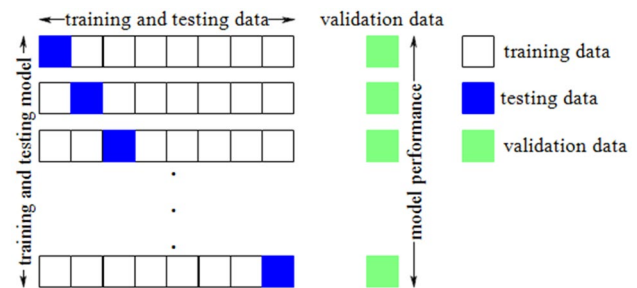 training and testing data
validation data
training and testing model
model performance
training data
testing data
validation data